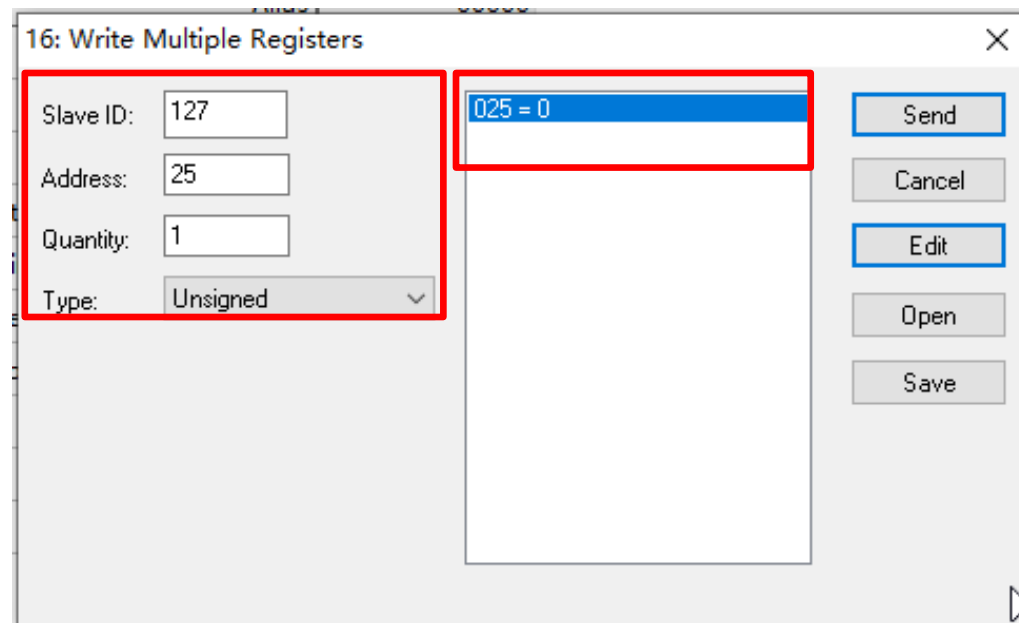 16: Write Multiple Registers
Slave ID: 127
025 = 0
Send
Address: 25
Cancel
Quantity: 1
Edit
Type: Unsigned
Open
Save